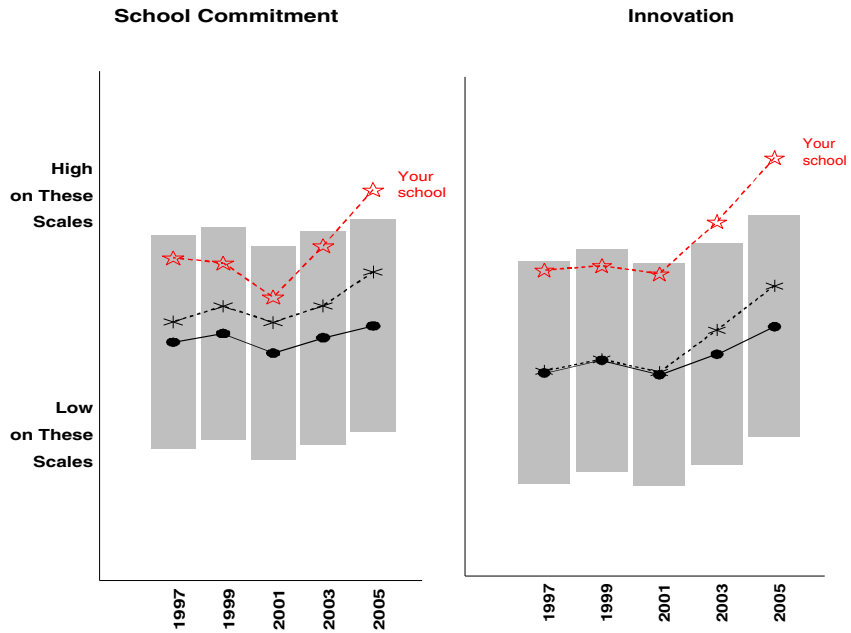 School Commitment
High
on These
Scales
Your
school
Low
on These
Scales
1997
1999
2001
2003
2005
Innovation
Your
school
1997
1999
2001
2003
2005